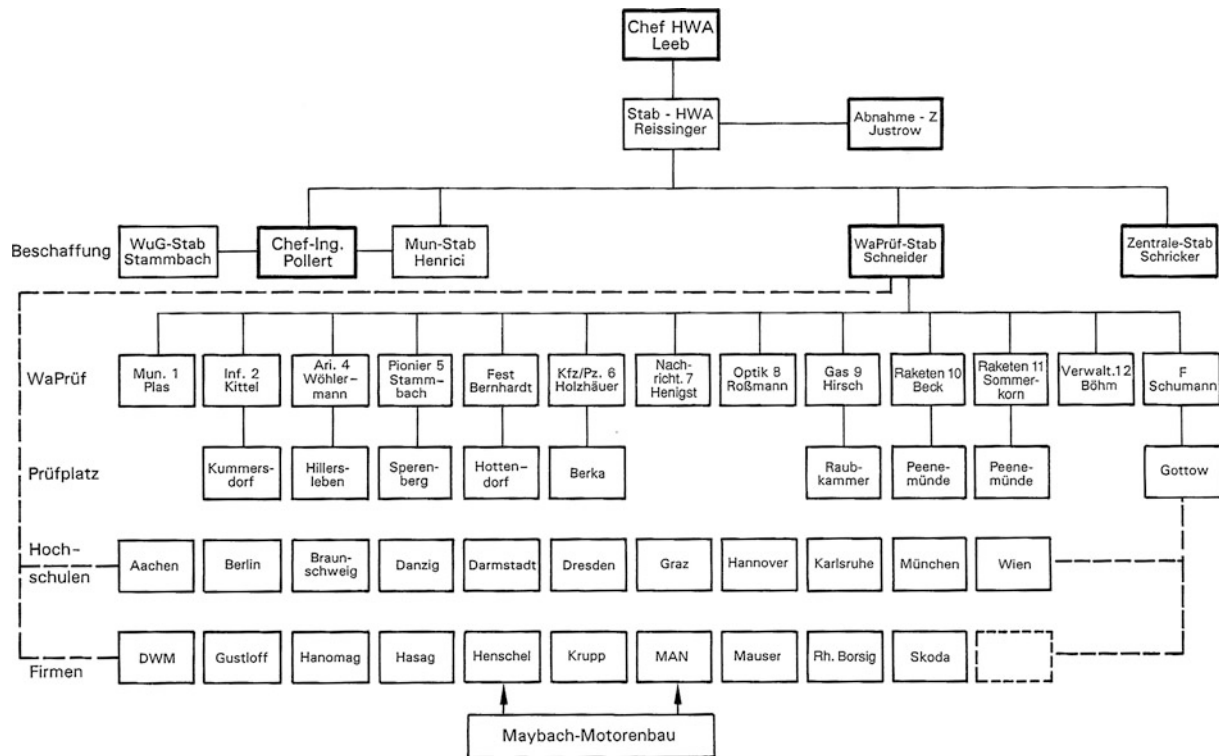 Chef HWA
Leeb
Stab - HWA
Reissinger
Abnahme - Z
Justrow
Beschaffung
WuG-Stab
Stammbach
Chef-Ing.
Pollert
Mun-Stab
Henrici
WaPrüf-Stab
Schneider
Zentrale-Stab
Schricker
WaPrüf
Mun. 1
Plas
Inf. 2
Kittel
Ari. 4
Wöhler-
mann
Pionier 5
Stamm-
bach
Fest
Bernhardt
Kfz/Pz. 6
Holzhäuer
Nach-
richt. 7
Henigst
Optik 8
Roßmann
Gas 9
Hirsch
Raketen 10
Beck
Raketen 11
Sommer-
korn
Verwalt.12
Böhm
F
Schumann
Prüfplatz
Kummers-
dorf
Hillers-
leben
Speren-
berg
Hotten-
dorf
Berka
Raub-
kammer
Peene-
münde
Peene-
münde
Gottow
Hoch-
schulen
Aachen
Berlin
Braun-
schweig
Danzig
Darmstadt
Dresden
Graz
Hannover
Karlsruhe
München
Wien
Firmen
DWM
Gustloff
Hanomag
Hasag
Henschel
Krupp
MAN
Mauser
Rh. Borsig
Skoda
Maybach-Motorenbau